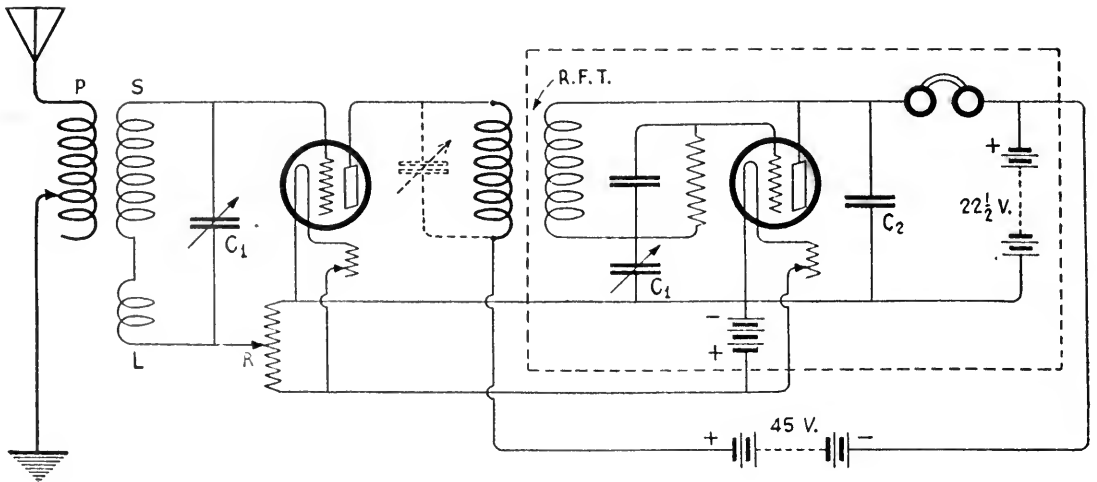 P
S
R.F.T.
C₁
L
R
C₁
C₂
+
22½ V.
-
+
+
45 V.
-